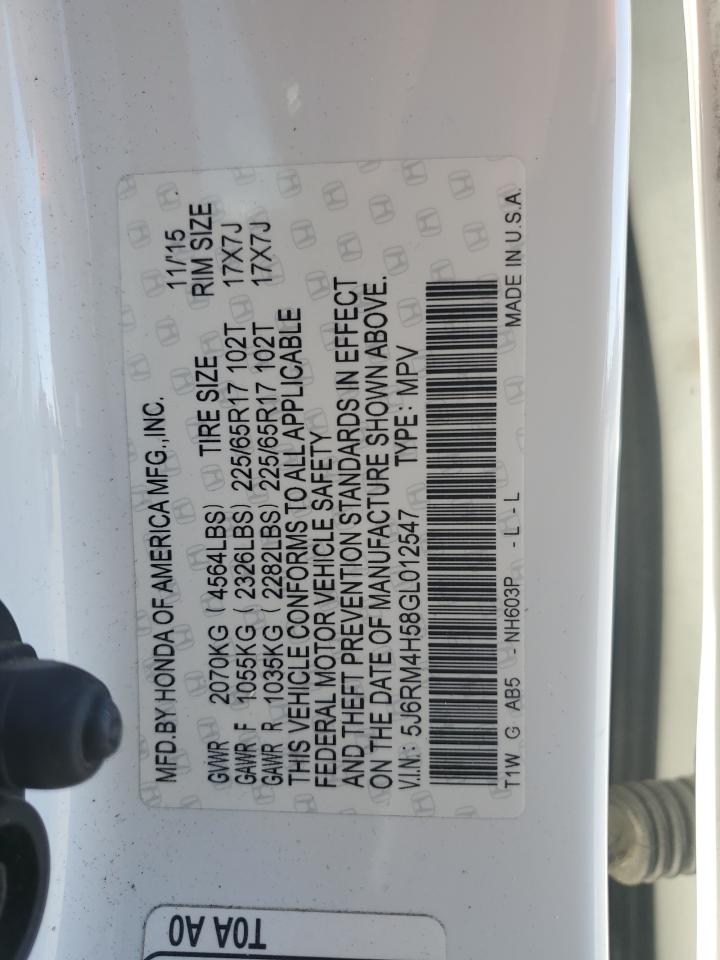 MFD.BY HONDA OF AMERICA MFG.,INC. 11/15
GVWR 2070KG (4564LBS) TIRE SIZE RIM SIZE
GAWR F 1055KG (2326LBS) 225/65R17 102T 17X7J
GAWR R 1035KG (2282LBS) 225/65R17 102T 17X7J
THIS VEHICLE CONFORMS TO ALL APPLICABLE
FEDERAL MOTOR VEHICLE SAFETY
AND THEFT PREVENTION STANDARDS IN EFFECT
ON THE DATE OF MANUFACTURE SHOWN ABOVE.
V.I.N.: 5J6RM4H58GL012547 TYPE: MPV
T1W G AB5 - NH603P - L - L MADE IN U.S.A.
T0A A0